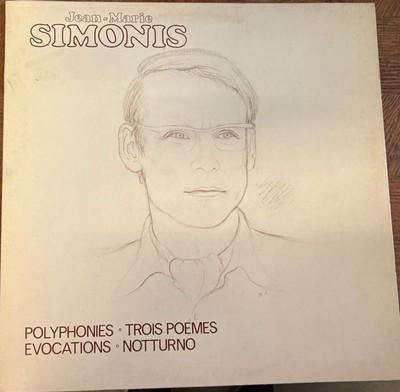 Jean-Marie
SIMONIS
POLYPHONIES ◦ TROIS POEMES
EVOCATIONS ◦ NOTTURNO